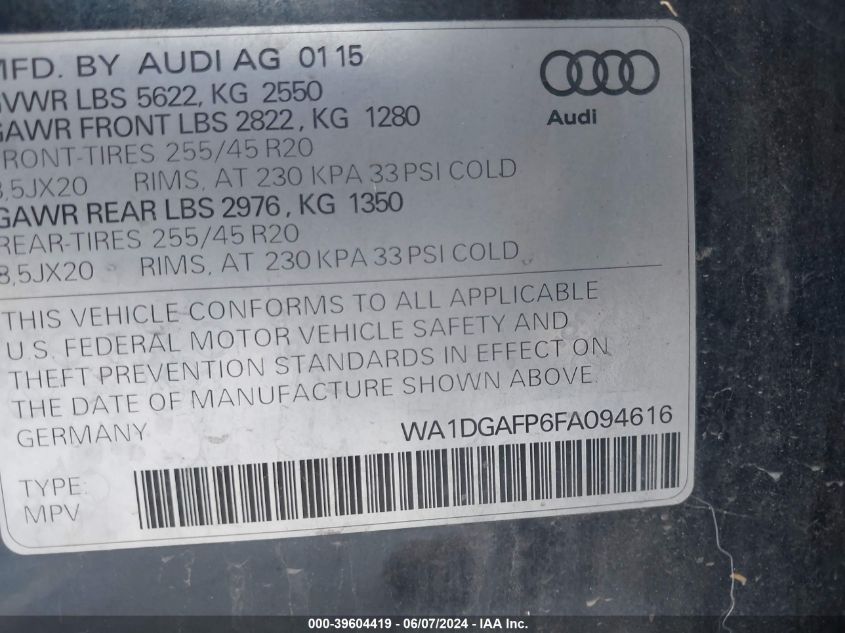 MFD. BY AUDI AG 01 15
GVWR LBS 5622, KG 2550
GAWR FRONT LBS 2822, KG 1280
FRONT-TIRES 255/45 R20
8,5JX20 RIMS, AT 230 KPA 33 PSI COLD
GAWR REAR LBS 2976, KG 1350
REAR-TIRES 255/45 R20
8,5JX20 RIMS, AT 230 KPA 33 PSI COLD
Audi
THIS VEHICLE CONFORMS TO ALL APPLICABLE
U.S. FEDERAL MOTOR VEHICLE SAFETY AND
THEFT PREVENTION STANDARDS IN EFFECT ON
THE DATE OF MANUFACTURE SHOWN ABOVE.
GERMANY WA1DGAFP6FA094616
TYPE:
MPV
000-39604419 - 06/07/2024 - IAA Inc.